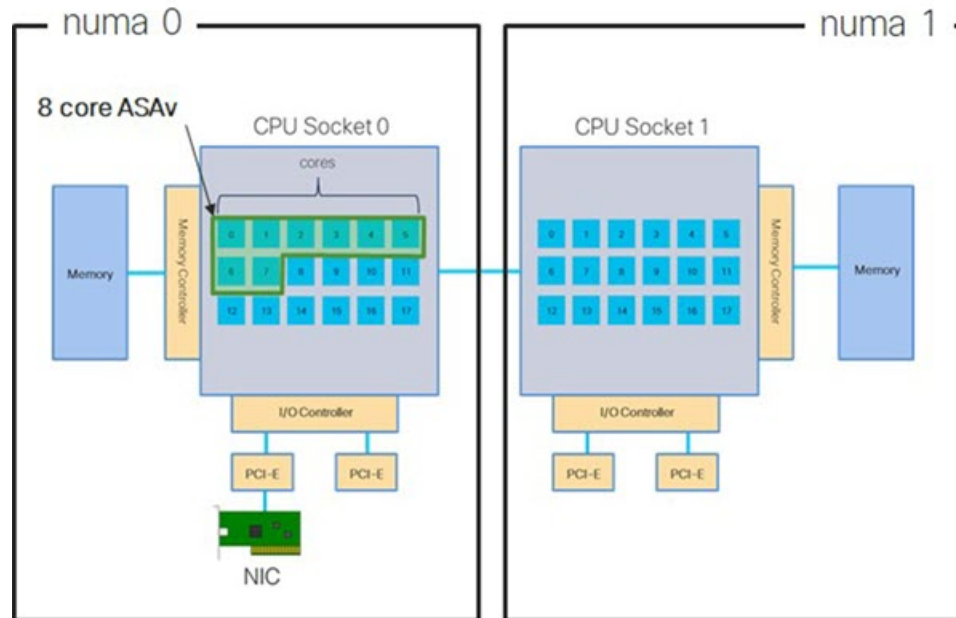 numa 0
numa 1
8 core ASAv
CPU Socket 0
CPU Socket 1
cores
Memory
Memory Controller
0 1 2 3 4 5
6 7 8 9 10 11
12 13 14 15 16 17
0 1 2 3 4 5
6 7 8 9 10 11
12 13 14 15 16 17
Memory Controller
Memory
I/O Controller
I/O Controller
PCI-E
PCI-E
PCI-E
PCI-E
NIC